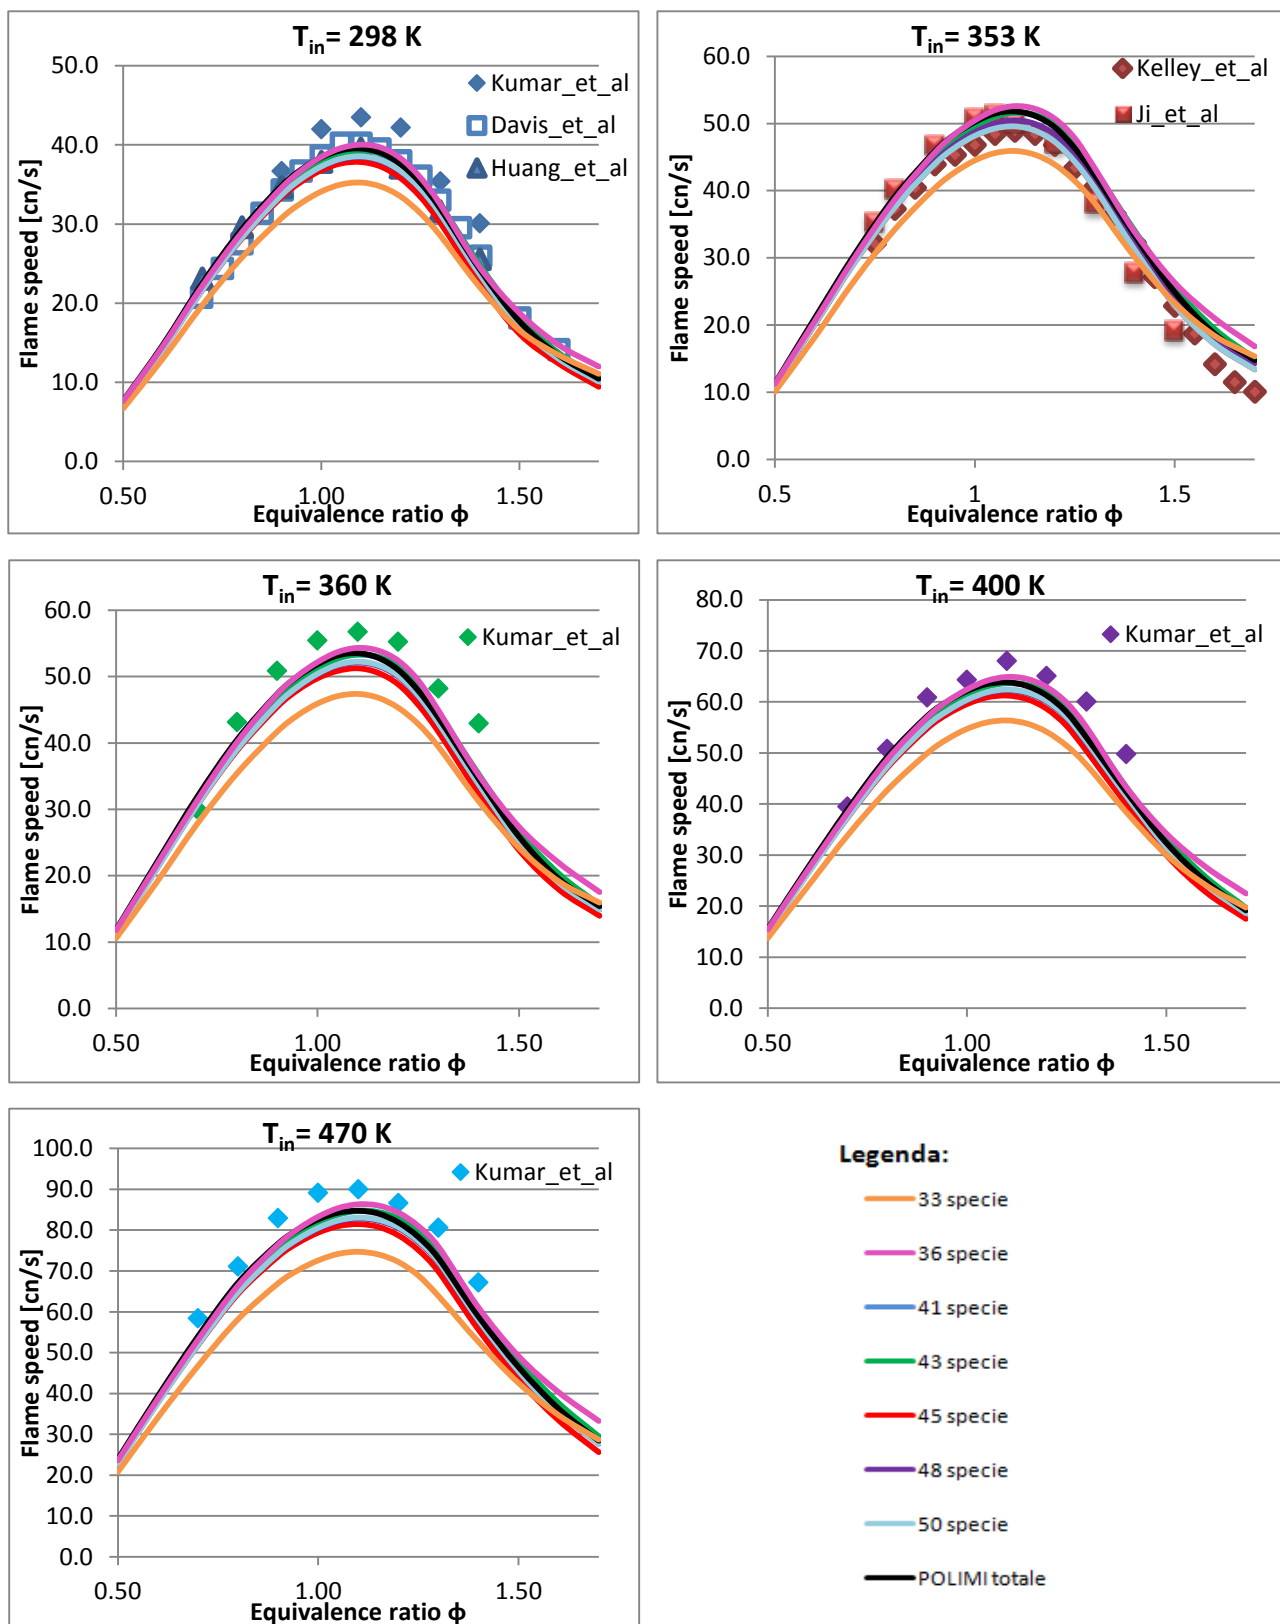 T_in= 298 K
50.0
40.0
30.0
20.0
10.0
0.0
Flame speed [cn/s]
Kumar_et_al
Davis_et_al
Huang_et_al
0.50 1.00 1.50
Equivalence ratio ϕ
T_in= 353 K
60.0
50.0
40.0
30.0
20.0
10.0
0.0
Flame speed [cn/s]
Kelley_et_al
Ji_et_al
0.5 1 1.5
Equivalence ratio ϕ
T_in= 360 K
60.0
50.0
40.0
30.0
20.0
10.0
0.0
Flame speed [cn/s]
Kumar_et_al
0.50 1.00 1.50
Equivalence ratio ϕ
T_in= 400 K
80.0
70.0
60.0
50.0
40.0
30.0
20.0
10.0
0.0
Flame speed [cn/s]
Kumar_et_al
0.50 1.00 1.50
Equivalence ratio ϕ
T_in= 470 K
100.0
90.0
80.0
70.0
60.0
50.0
40.0
30.0
20.0
10.0
0.0
Flame speed [cn/s]
Kumar_et_al
0.50 1.00 1.50
Equivalence ratio ϕ
Legenda:
33 specie
36 specie
41 specie
43 specie
45 specie
48 specie
50 specie
POLIMI totale